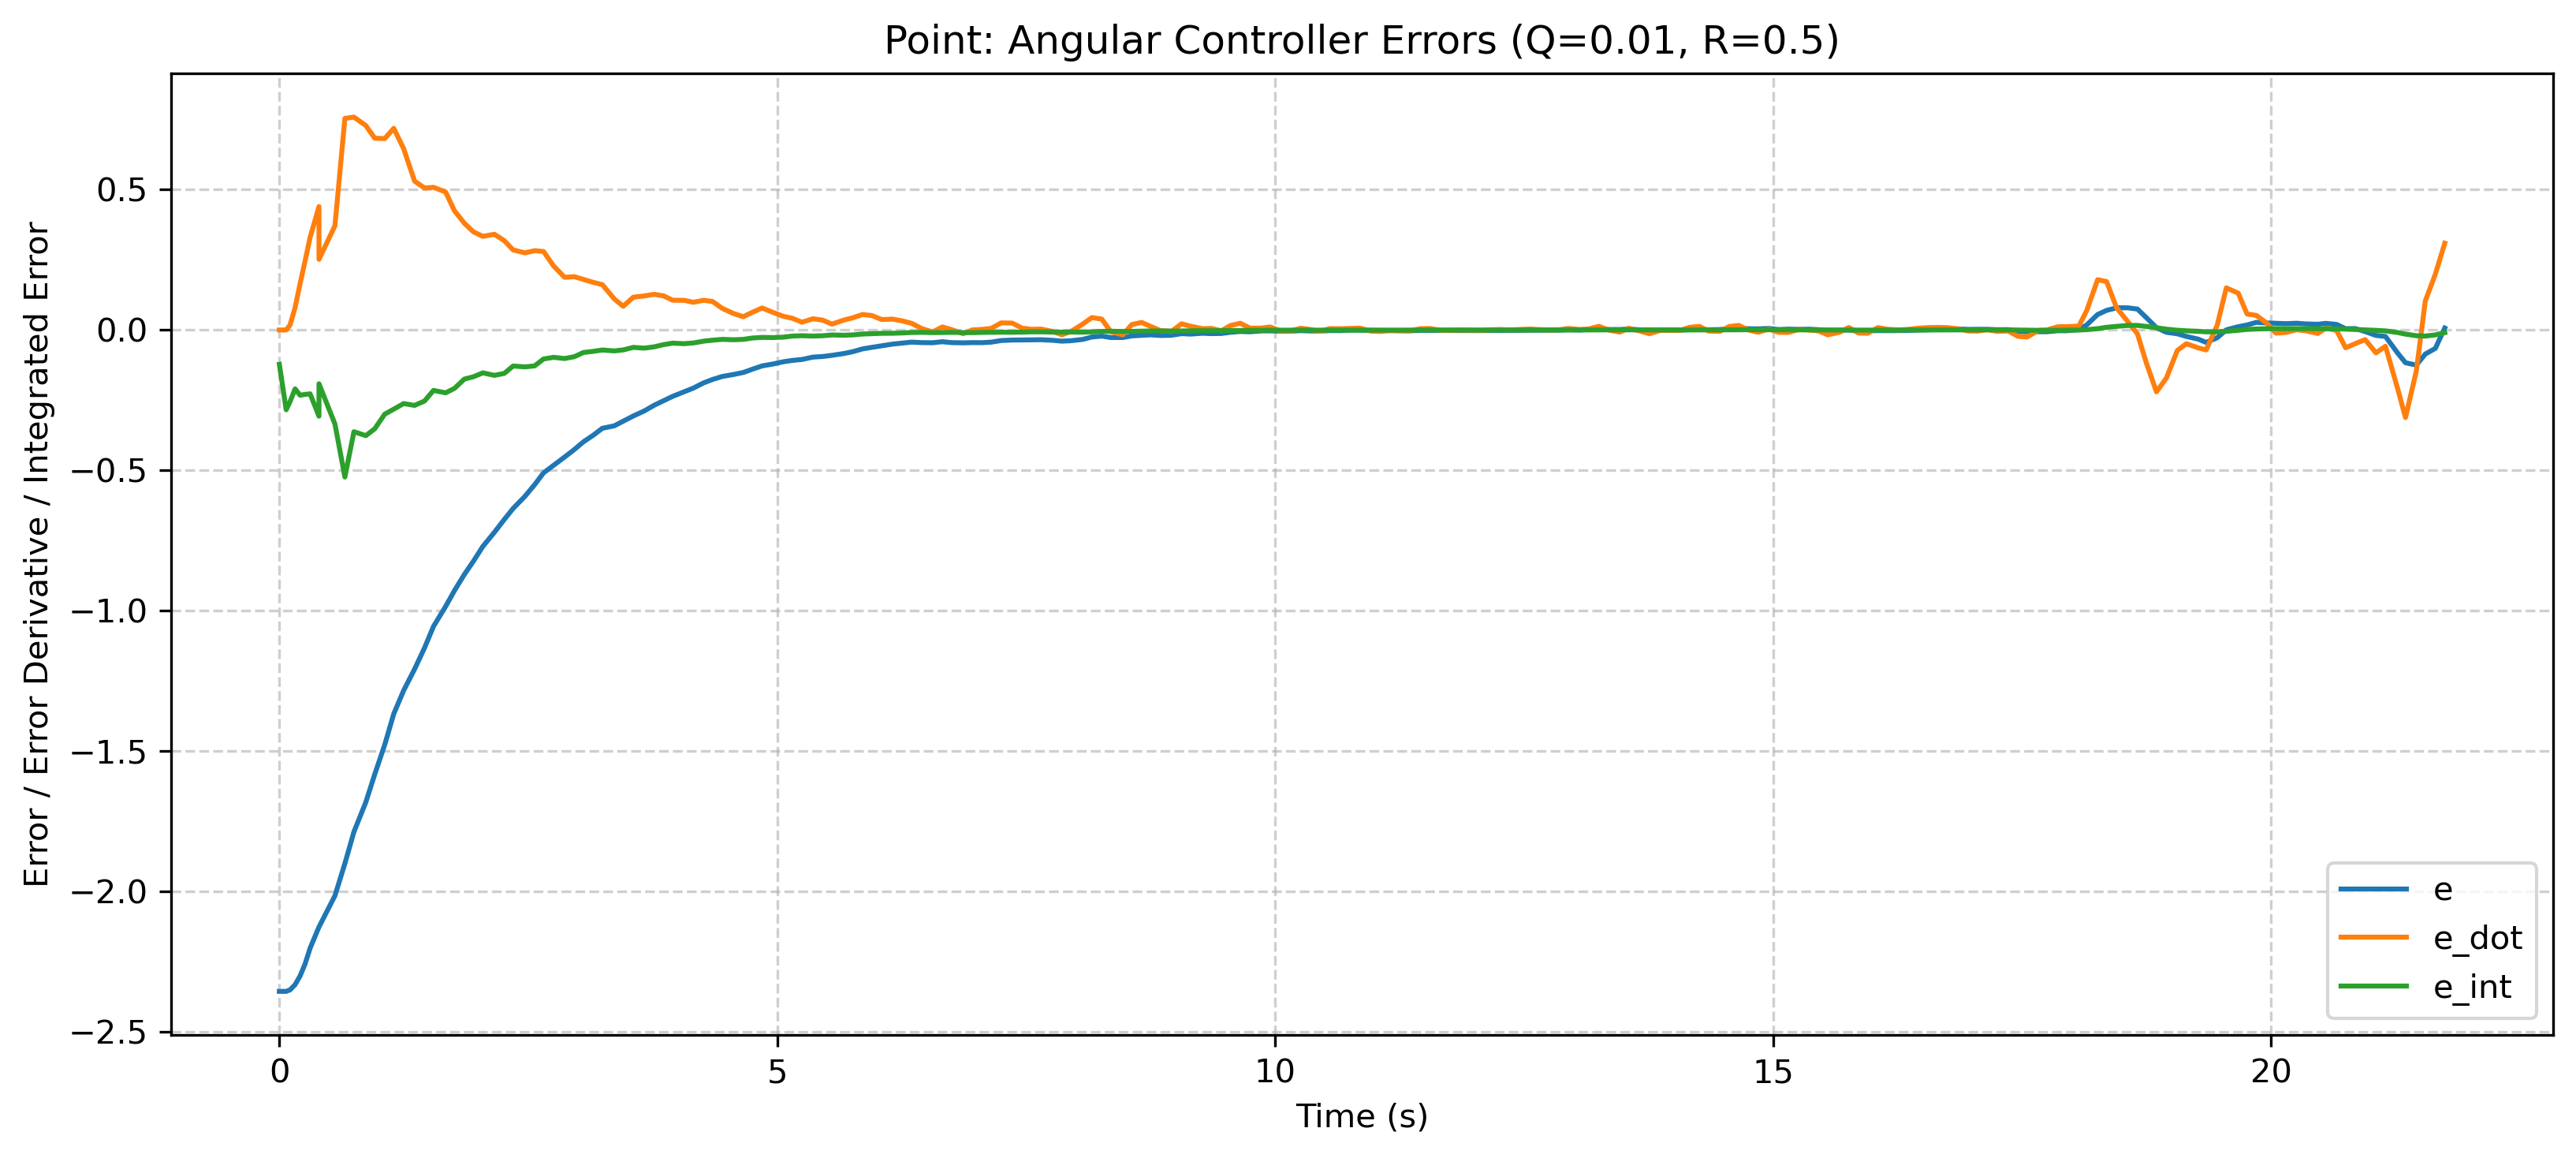 Point: Angular Controller Errors (Q=0.01, R=0.5)
Error / Error Derivative / Integrated Error
0.5
0.0
−0.5
−1.0
−1.5
−2.0
−2.5
0 5 10 15 20
Time (s)
e
e_dot
e_int